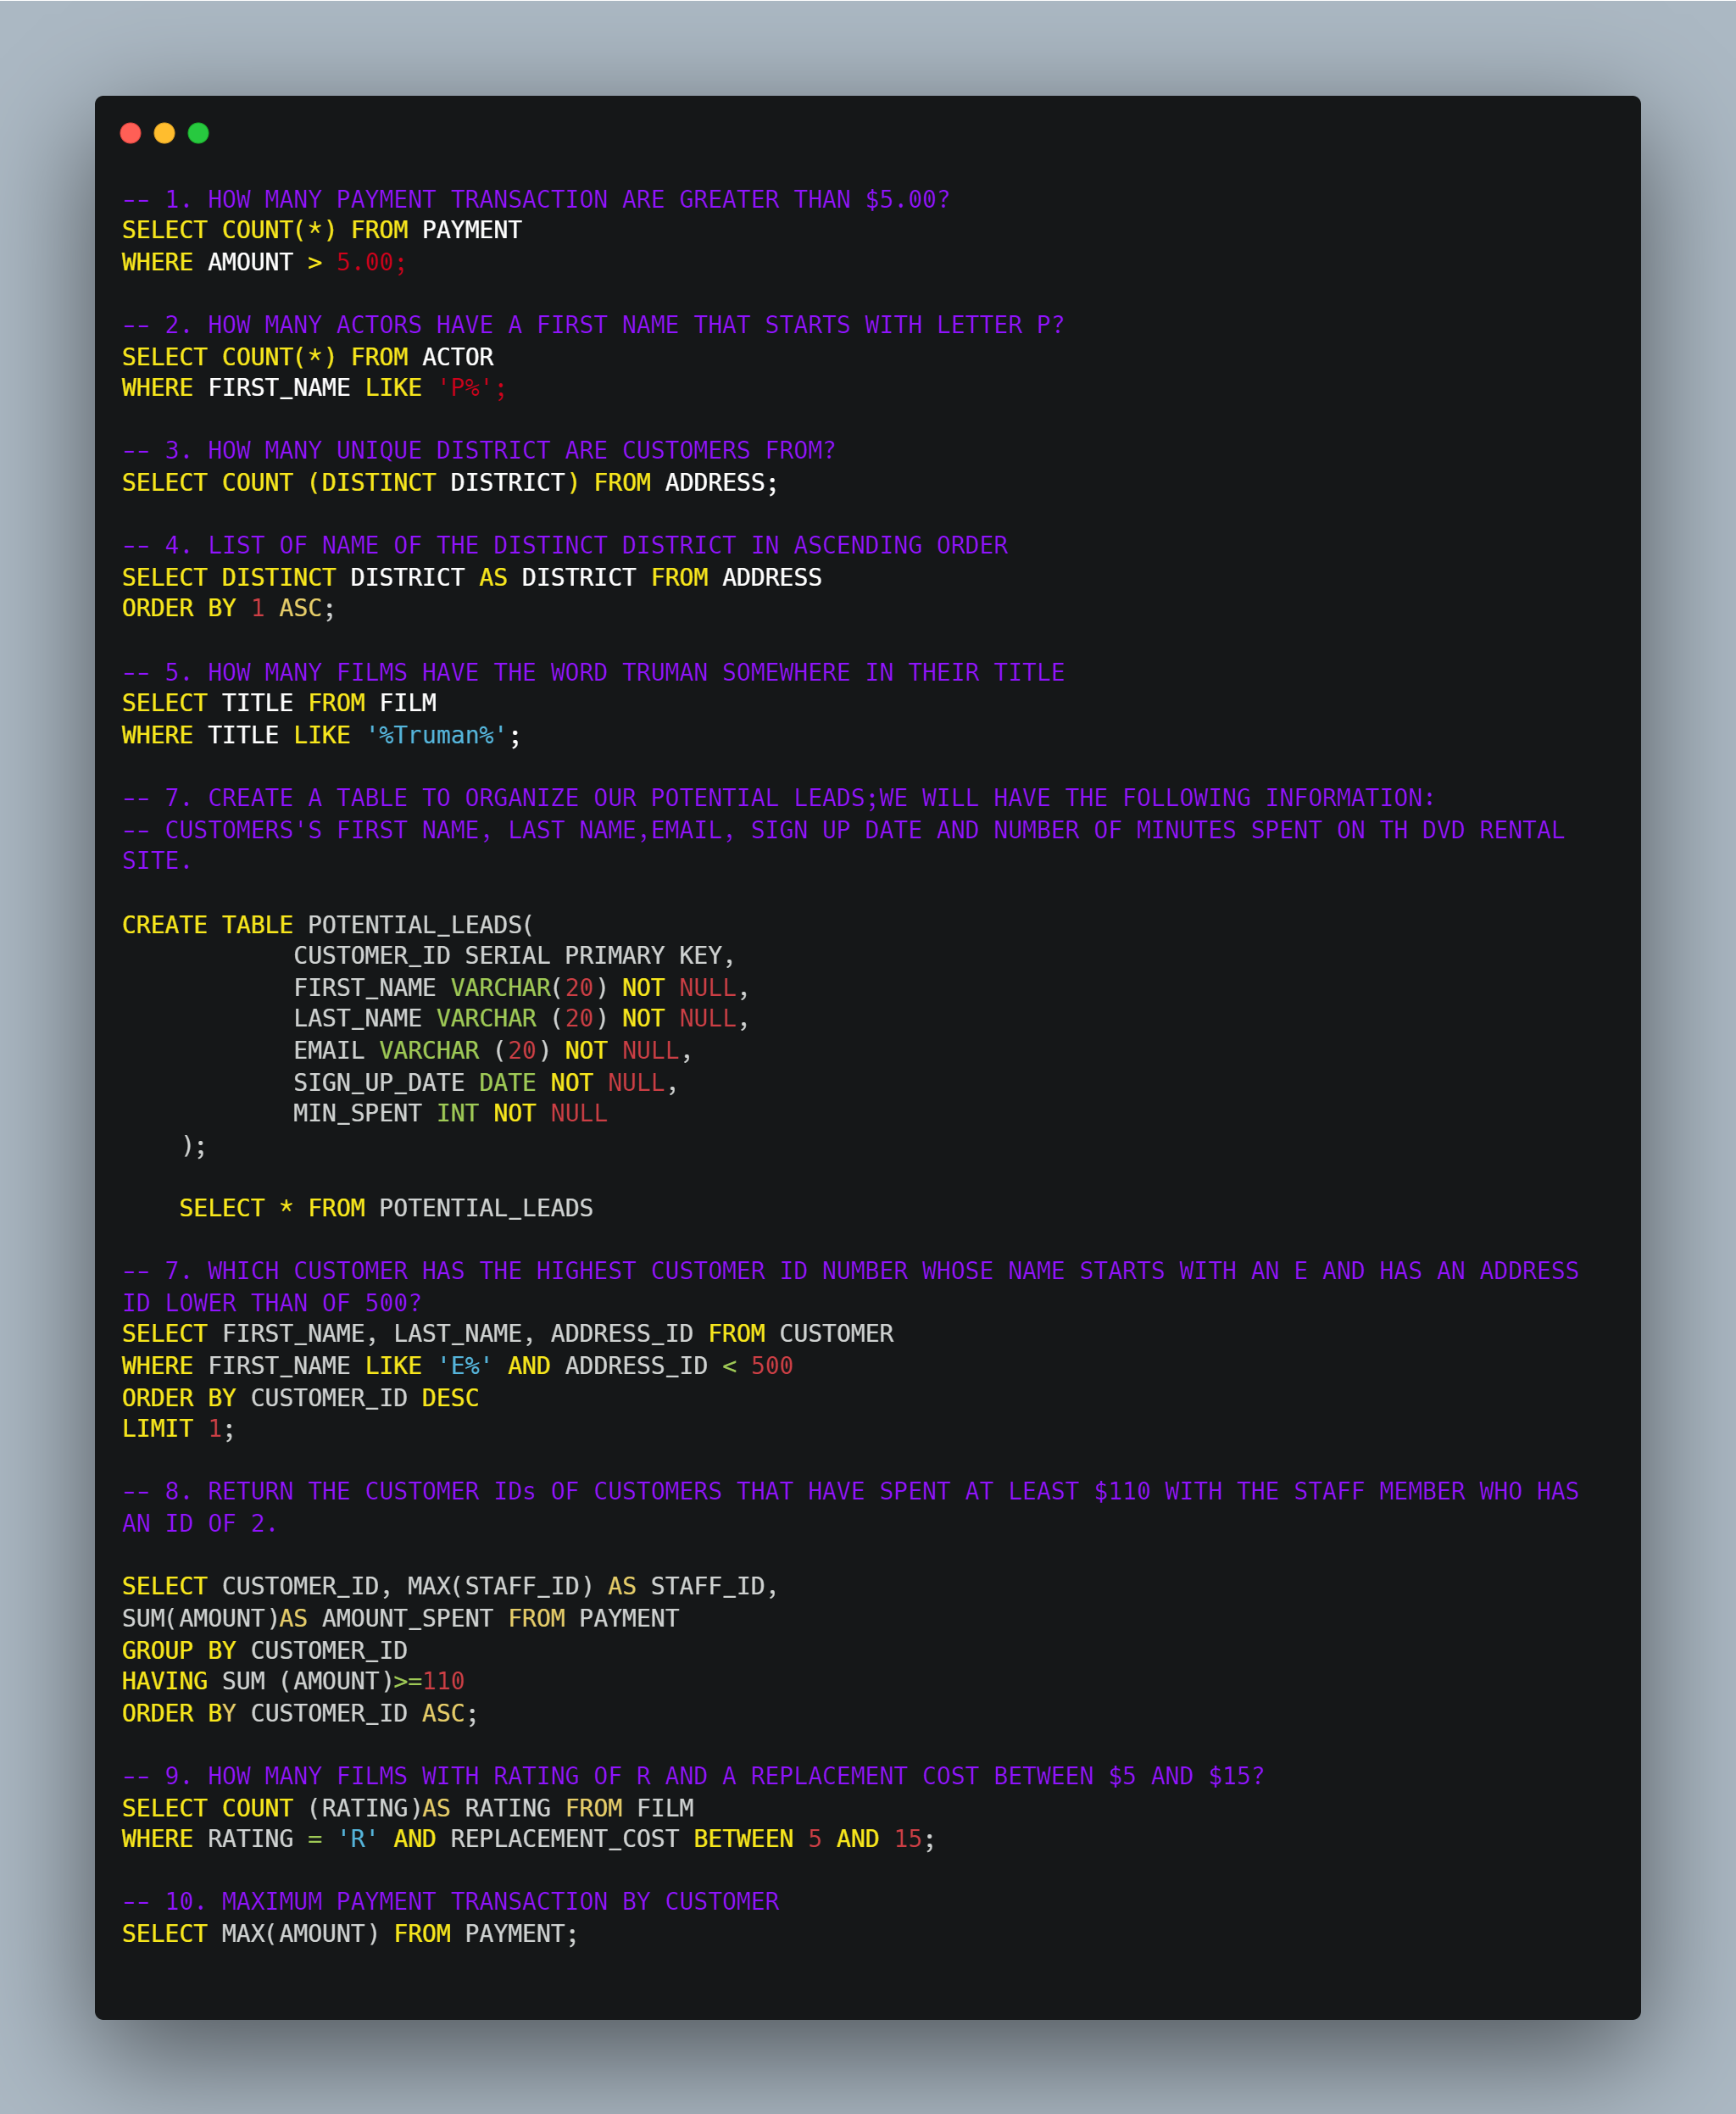 -- 1. HOW MANY PAYMENT TRANSACTION ARE GREATER THAN $5.00?
SELECT COUNT(*) FROM PAYMENT
WHERE AMOUNT > 5.00;
-- 2. HOW MANY ACTORS HAVE A FIRST NAME THAT STARTS WITH LETTER P?
SELECT COUNT(*) FROM ACTOR
WHERE FIRST_NAME LIKE 'P%';
-- 3. HOW MANY UNIQUE DISTRICT ARE CUSTOMERS FROM?
SELECT COUNT (DISTINCT DISTRICT) FROM ADDRESS;
-- 4. LIST OF NAME OF THE DISTINCT DISTRICT IN ASCENDING ORDER
SELECT DISTINCT DISTRICT AS DISTRICT FROM ADDRESS
ORDER BY 1 ASC;
-- 5. HOW MANY FILMS HAVE THE WORD TRUMAN SOMEWHERE IN THEIR TITLE
SELECT TITLE FROM FILM
WHERE TITLE LIKE '%Truman%';
-- 7. CREATE A TABLE TO ORGANIZE OUR POTENTIAL LEADS;WE WILL HAVE THE FOLLOWING INFORMATION:
-- CUSTOMERS'S FIRST NAME, LAST NAME,EMAIL, SIGN UP DATE AND NUMBER OF MINUTES SPENT ON TH DVD RENTAL
SITE.
CREATE TABLE POTENTIAL_LEADS(
CUSTOMER_ID SERIAL PRIMARY KEY,
FIRST_NAME VARCHAR(20) NOT NULL,
LAST_NAME VARCHAR (20) NOT NULL,
EMAIL VARCHAR (20) NOT NULL,
SIGN_UP_DATE DATE NOT NULL,
MIN_SPENT INT NOT NULL
);
SELECT * FROM POTENTIAL_LEADS
-- 7. WHICH CUSTOMER HAS THE HIGHEST CUSTOMER ID NUMBER WHOSE NAME STARTS WITH AN E AND HAS AN ADDRESS
ID LOWER THAN OF 500?
SELECT FIRST_NAME, LAST_NAME, ADDRESS_ID FROM CUSTOMER
WHERE FIRST_NAME LIKE 'E%' AND ADDRESS_ID < 500
ORDER BY CUSTOMER_ID DESC
LIMIT 1;
-- 8. RETURN THE CUSTOMER IDs OF CUSTOMERS THAT HAVE SPENT AT LEAST $110 WITH THE STAFF MEMBER WHO HAS
AN ID OF 2.
SELECT CUSTOMER_ID, MAX(STAFF_ID) AS STAFF_ID,
SUM(AMOUNT)AS AMOUNT_SPENT FROM PAYMENT
GROUP BY CUSTOMER_ID
HAVING SUM (AMOUNT)>=110
ORDER BY CUSTOMER_ID ASC;
-- 9. HOW MANY FILMS WITH RATING OF R AND A REPLACEMENT COST BETWEEN $5 AND $15?
SELECT COUNT (RATING)AS RATING FROM FILM
WHERE RATING = 'R' AND REPLACEMENT_COST BETWEEN 5 AND 15;
-- 10. MAXIMUM PAYMENT TRANSACTION BY CUSTOMER
SELECT MAX(AMOUNT) FROM PAYMENT;